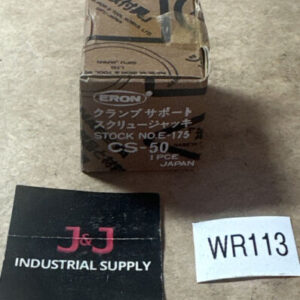 ERON
クランプ サポート
スクリュージャッキ
STOCK NO.E-175
CS-50
1 PCE
JAPAN
J&J
INDUSTRIAL SUPPLY
WR113